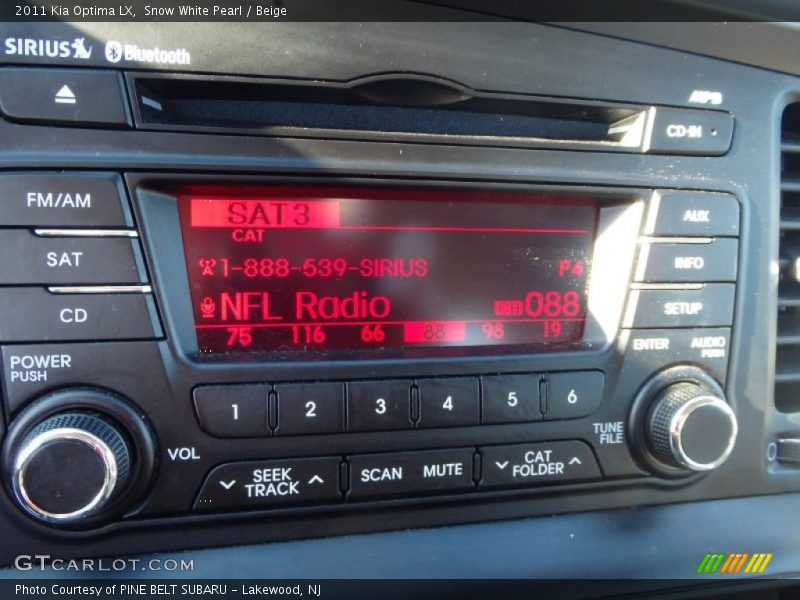 2011 Kia Optima LX, Snow White Pearl / Beige
SIRIUS Bluetooth
MP3
CD-IN
FM/AM
SAT
CD
SAT3
CAT
1-888-539-SIRIUS P4
NFL Radio CH088
75 116 66 88 98 19
AUX
INFO
SETUP
ENTER AUDIO
PUSH
POWER
PUSH
VOL
1 2 3 4 5 6
SEEK
TRACK
SCAN MUTE
CAT
FOLDER
TUNE
FILE
GTCARLOT.COM
Photo Courtesy of PINE BELT SUBARU - Lakewood, NJ